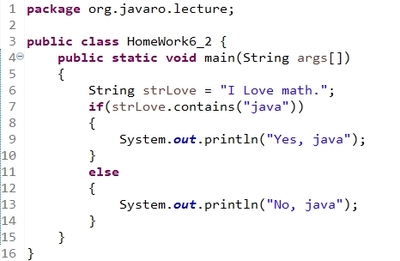 1 package org.javaro.lecture;
2
3 public class HomeWork6_2 {
4     public static void main(String args[])
5     {
6         String strLove = "I Love math.";
7         if(strLove.contains("java"))
8         {
9             System.out.println("Yes, java");
10         }
11         else
12         {
13             System.out.println("No, java");
14         }
15     }
16 }